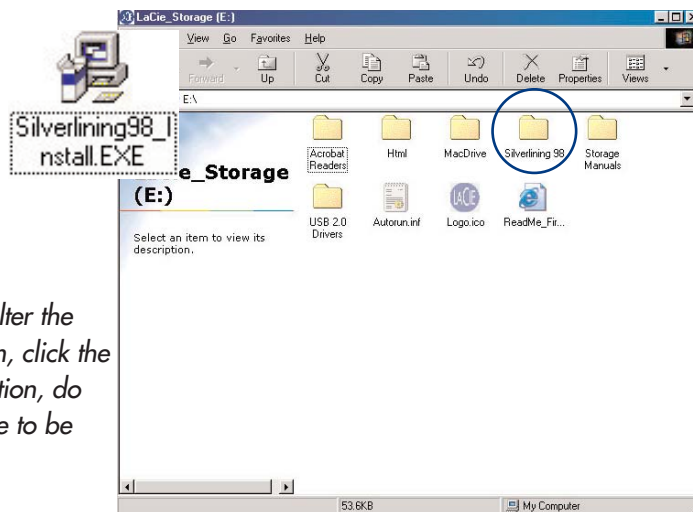 LaCie_Storage (E:)
View Go Favorites Help
Forward Up Cut Copy Paste Undo Delete Properties Views
E:\
Silverlining98_I
nstall.EXE
e_Storage
(E:)
Select an item to view its
description.
Acrobat
Readers
Html
MacDrive
Silverlining 98
Storage
Manuals
USB 2.0
Drivers
Autorun.inf
LACIE
Logo.ico
ReadMe_Fir...
lter the
n, click the
tion, do
e to be
53.6KB
My Computer